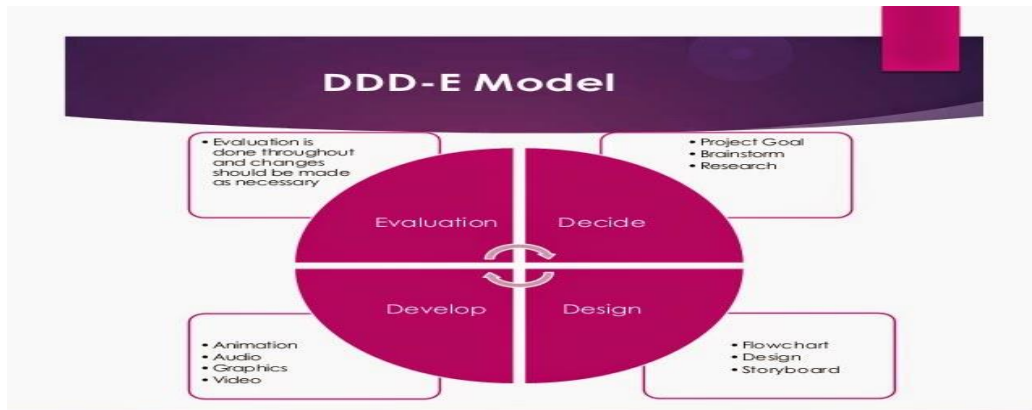 DDD-E Model
• Evaluation is
done throughout
and changes
should be made
as necessary
• Project Goal
• Brainstorm
• Research
Evaluation
Decide
Develop
Design
• Animation
• Audio
• Graphics
• Video
• Flowchart
• Design
• Storyboard